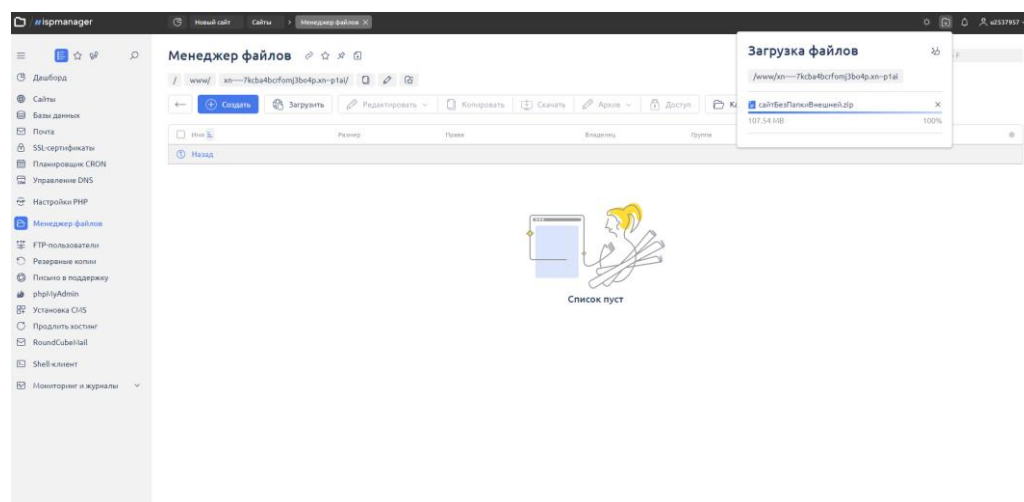 ispmanager
Новый сайт
Сайты > Менеджер файлов
u2537957
Менеджер файлов
/ www/ xn----7kcba4bcrfomj3bo4p.xn-p1ai/
Создать
Загрузить
Редактировать
Копировать
Скачать
Архив
Доступ
Имя
Размер
Права
Владелец
Группа
Назад
Список пуст
Загрузка файлов
сайтБезПапкиВнешней.zip
107.54 MB
100%
Дашборд
Сайты
Базы данных
Почта
SSL-сертификаты
Планировщик CRON
Управление DNS
Настройки PHP
Менеджер файлов
FTP-пользователи
Резервные копии
Письмо в поддержку
phpMyAdmin
Установка CMS
Продлить хостинг
RoundCubeMail
Shell-клиент
Мониторинг и журналы